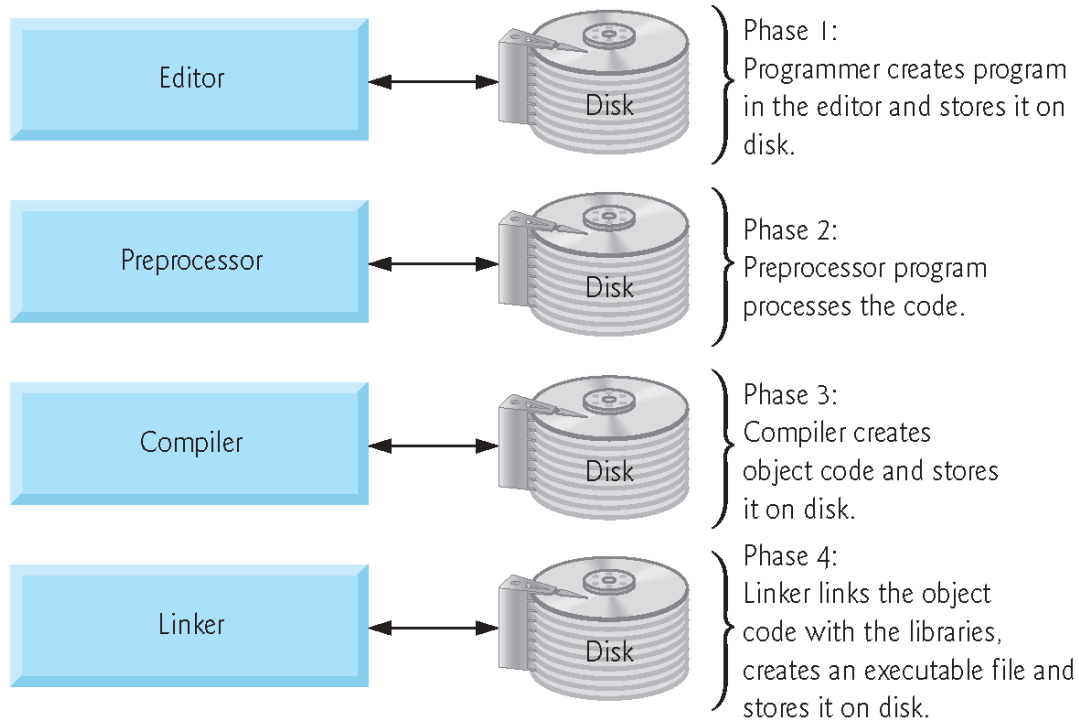 Editor
Disk
Phase 1:
Programmer creates program
in the editor and stores it on
disk.
Preprocessor
Disk
Phase 2:
Preprocessor program
processes the code.
Compiler
Disk
Phase 3:
Compiler creates
object code and stores
it on disk.
Linker
Disk
Phase 4:
Linker links the object
code with the libraries,
creates an executable file and
stores it on disk.